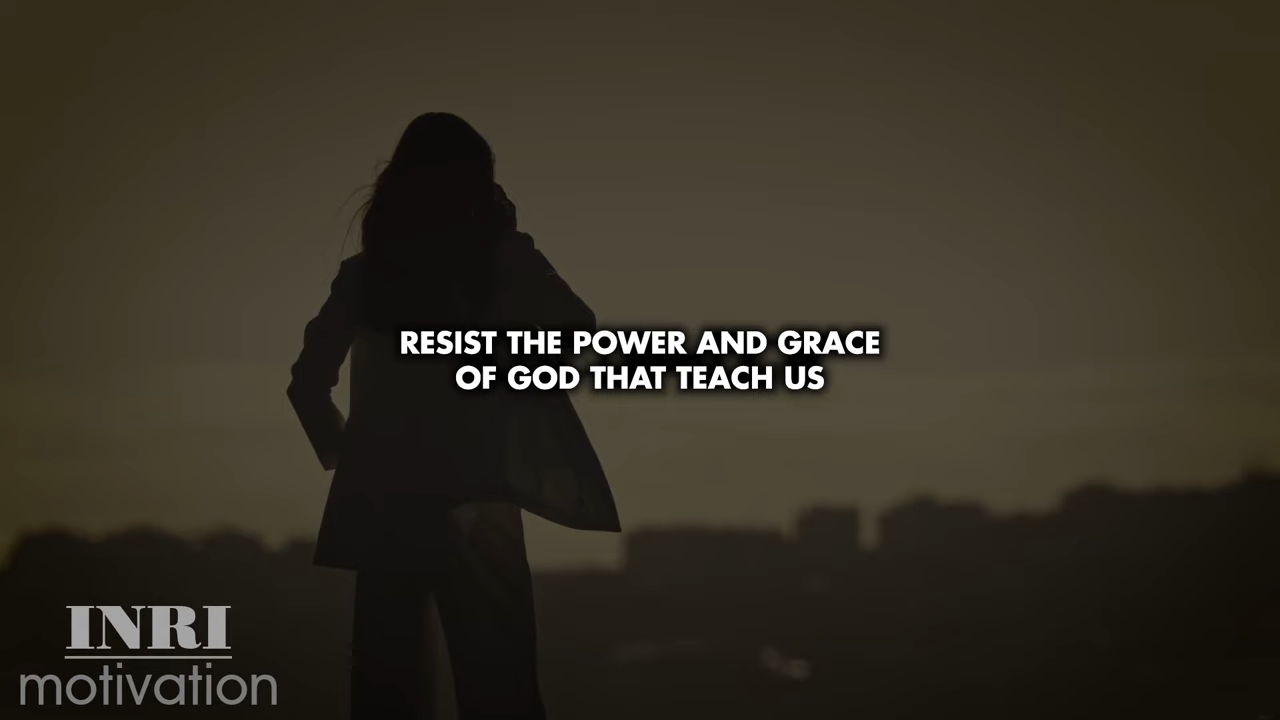 RESIST THE POWER AND GRACE
OF GOD THAT TEACH US
INRI
motivation